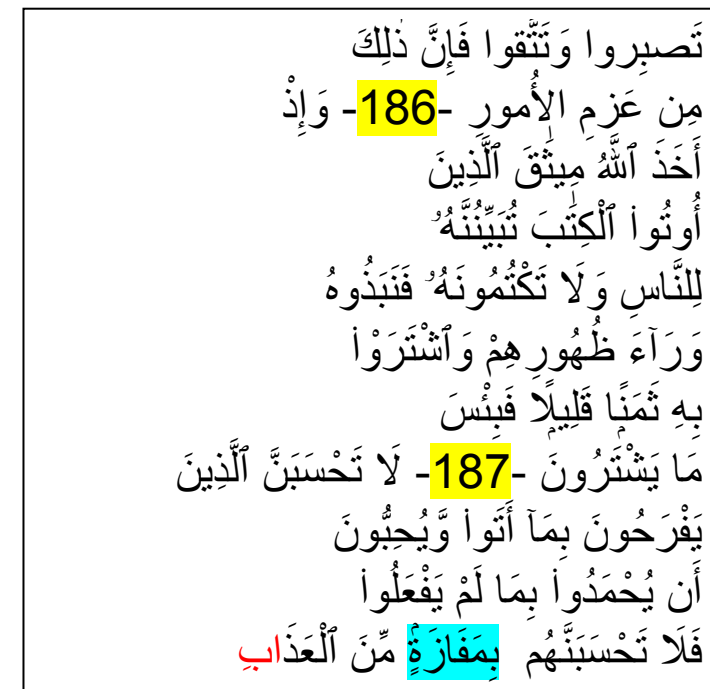 تَصبِروا وَتَتَّقوا فَإِنَّ ذٰلِكَ
مِن عَزمِ الأُمورِ -186- وَإِذْ
أَخَذَ ٱللَّهُ مِيثَٰقَ ٱلَّذِينَ
أُوتُوا۟ ٱلْكِتَٰبَ تُبَيِّنُنَّهُۥ
لِلنَّاسِ وَلَا تَكْتُمُونَهُۥ فَنَبَذُوهُ
وَرَآءَ ظُهُورِهِمْ وَٱشْتَرَوْا۟
بِهِ ثَمَنًۭا قَلِيلًۭا فَبِئْسَ
مَا يَشْتَرُونَ -187- لَا تَحْسَبَنَّ ٱلَّذِينَ
يَفْرَحُونَ بِمَآ أَتَوا۟ وَّيُحِبُّونَ
أَن يُحْمَدُوا۟ بِمَا لَمْ يَفْعَلُوا۟
فَلَا تَحْسَبَنَّهُم بِمَفَازَةٍۢ مِّنَ ٱلْعَذَابِ